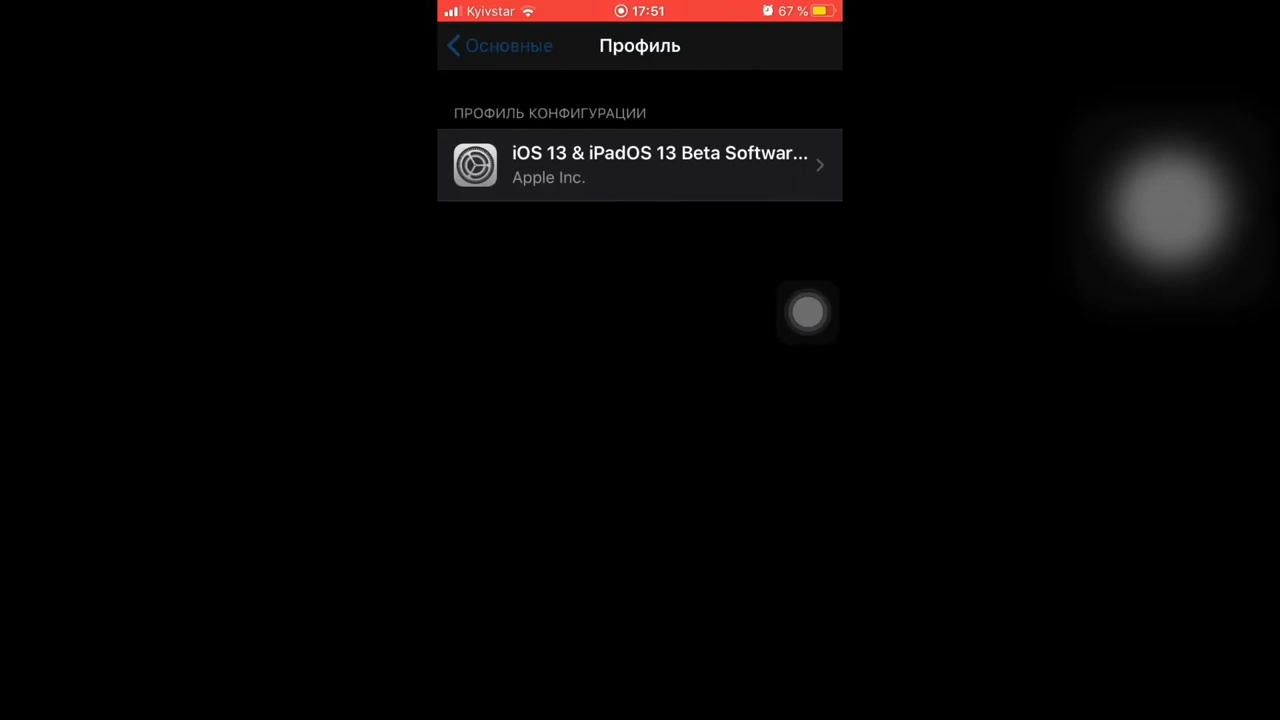 Kyivstar 17:51 67 %
Основные Профиль
ПРОФИЛЬ КОНФИГУРАЦИИ
iOS 13 & iPadOS 13 Beta Softwar...
Apple Inc.